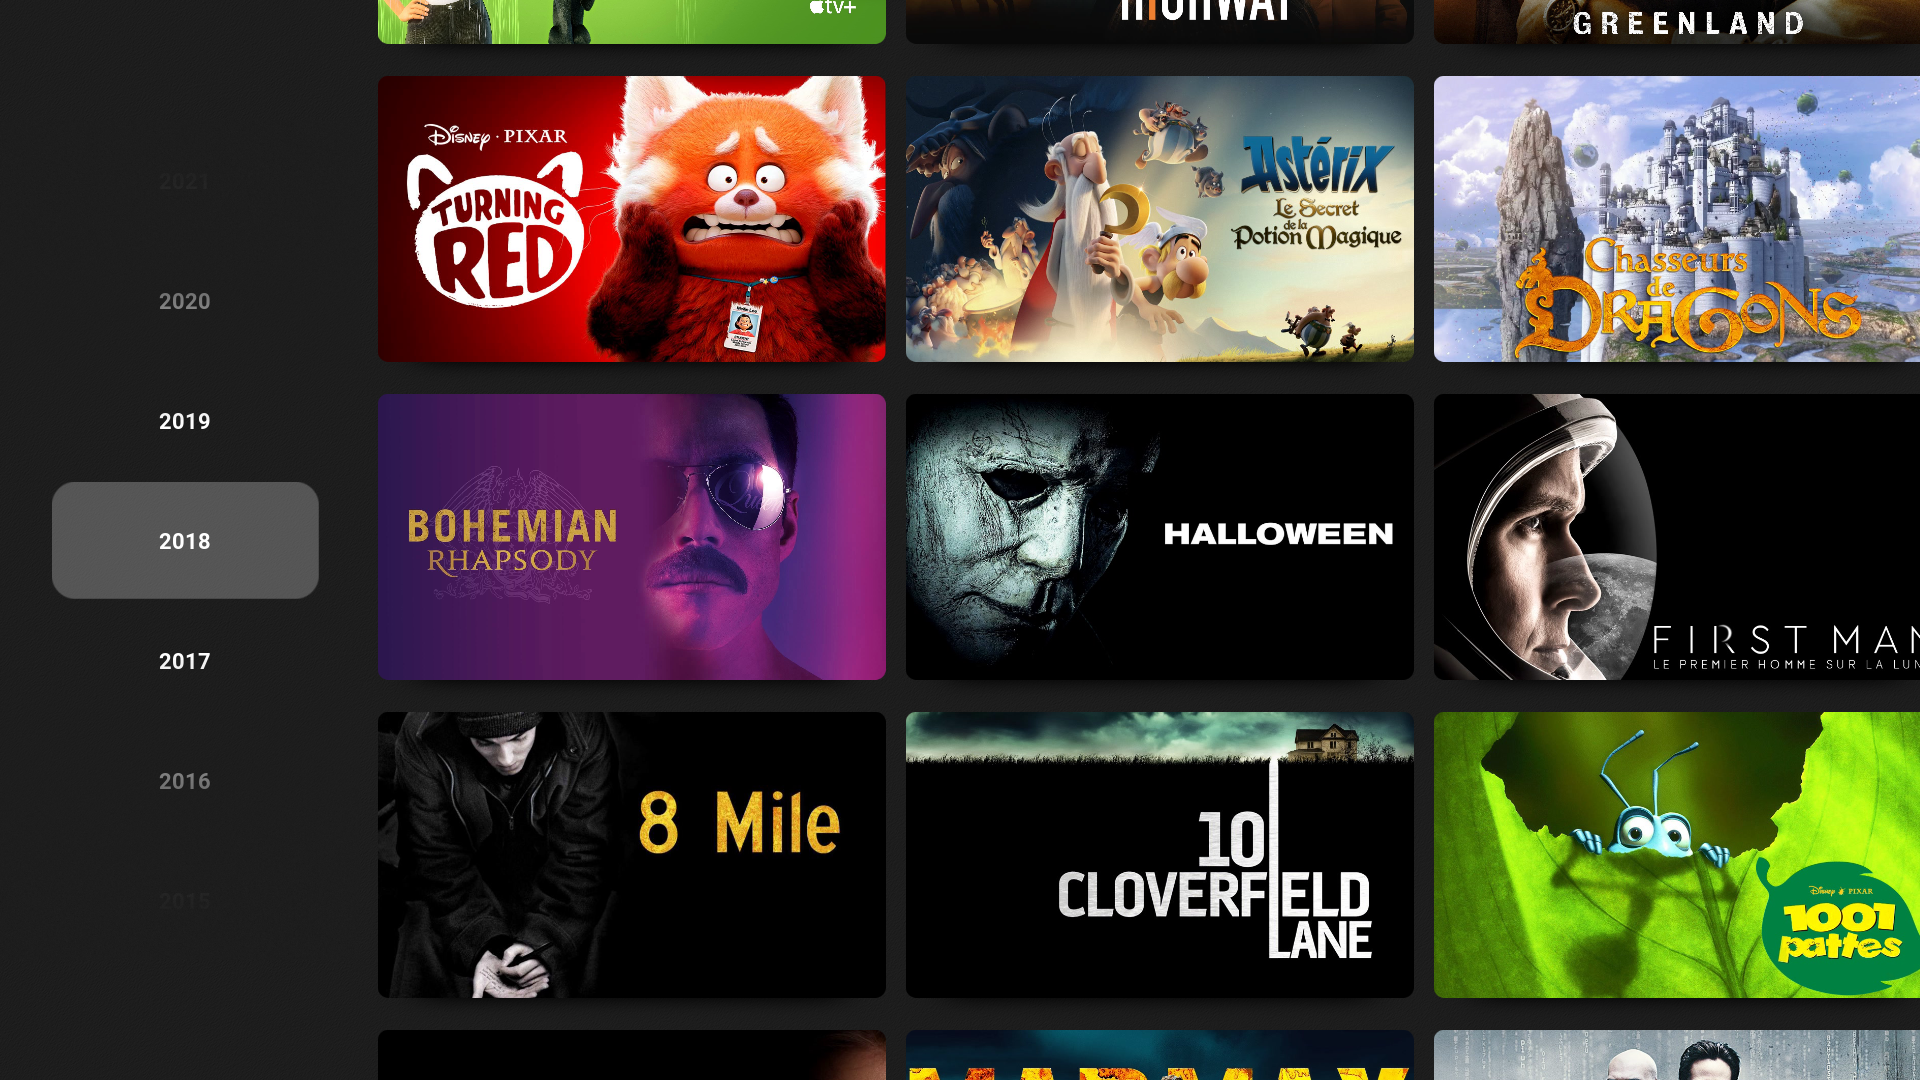 tv+
HIGHWAY
GREENLAND
2021
2020
2019
2018
2017
2016
2015
Disney · PIXAR
TURNING
RED
Astérix
Le Secret
de la
Potion Magique
Chasseurs
de
DRAGONS
BOHEMIAN
RHAPSODY
HALLOWEEN
FIRST MAN
LE PREMIER HOMME SUR LA LUN
8 Mile
10
CLOVERFIELD
LANE
Disney PIXAR
1001
pattes
MADMAX